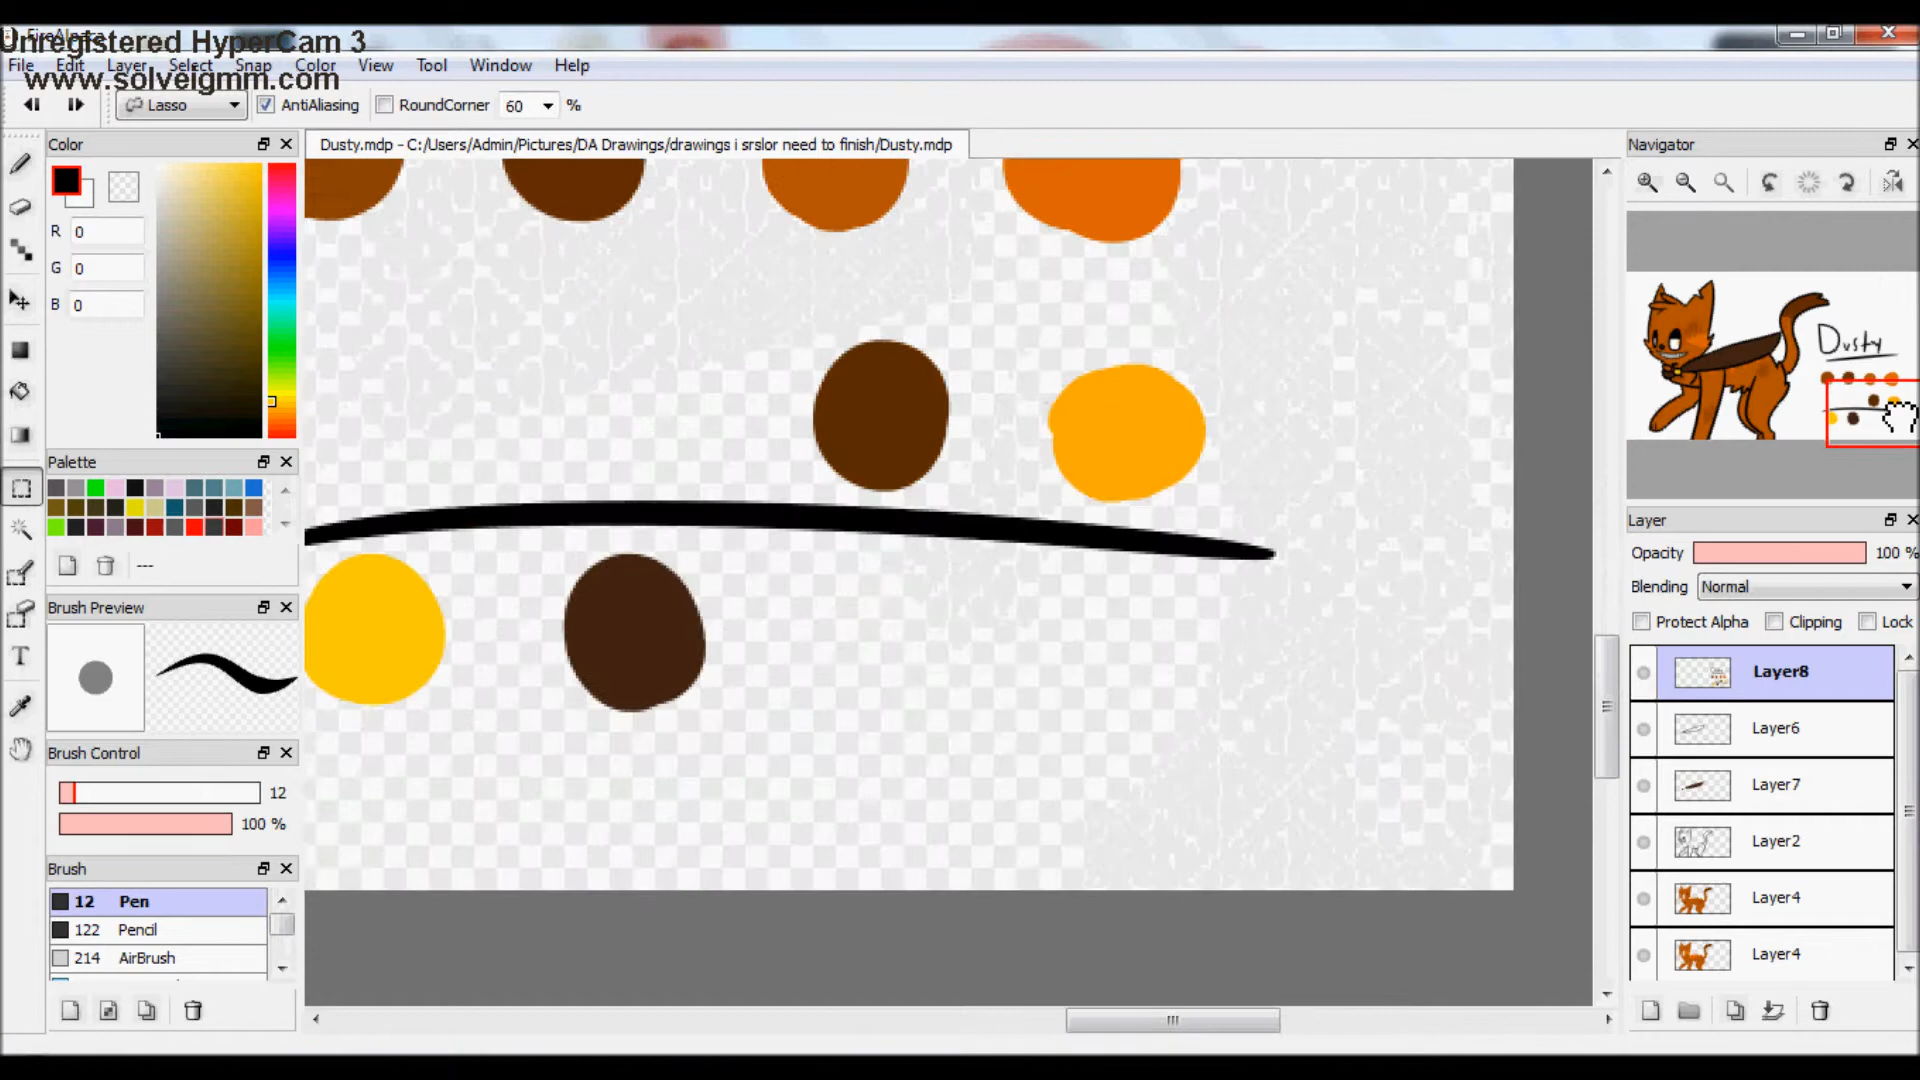 FireAlpaca
Unregistered HyperCam 3
www.solveigmm.com
File Edit Layer Select Snap Color View Tool Window Help
Lasso AntiAliasing RoundCorner 60 %
Color
Dusty.mdp - C:/Users/Admin/Pictures/DA Drawings/drawings i srslor need to finish/Dusty.mdp
Navigator
R 0
G 0
B 0
Dusty
Palette
---
Layer
Opacity 100 %
Blending Normal
Protect Alpha Clipping Lock
Brush Preview
Layer8
Layer6
Layer7
Layer2
Layer4
Layer4
Brush Control
12
100 %
Brush
12 Pen
122 Pencil
214 AirBrush